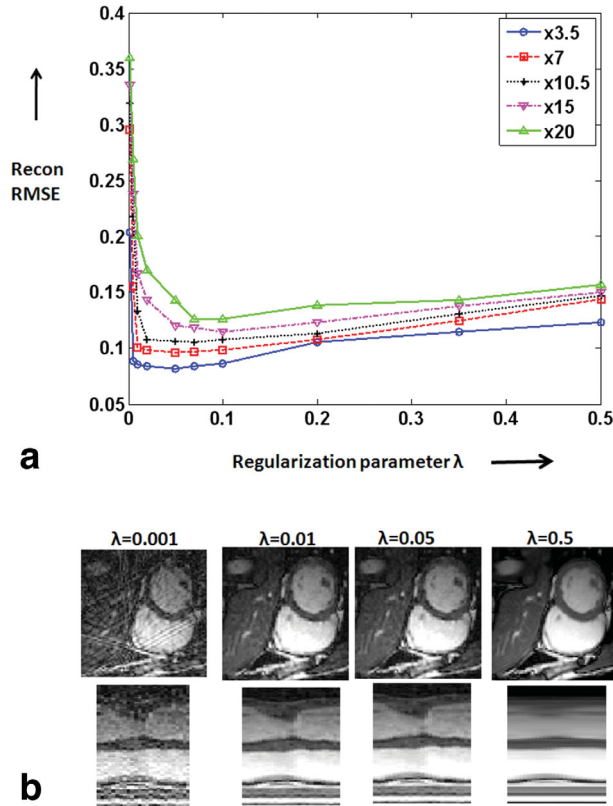 0.4
0.35
0.3
0.25
0.2
0.15
0.1
0.05
Recon
RMSE
x3.5
x7
x10.5
x15
x20
0 0.1 0.2 0.3 0.4 0.5
a
Regularization parameter λ
λ=0.001 λ=0.01 λ=0.05 λ=0.5
b